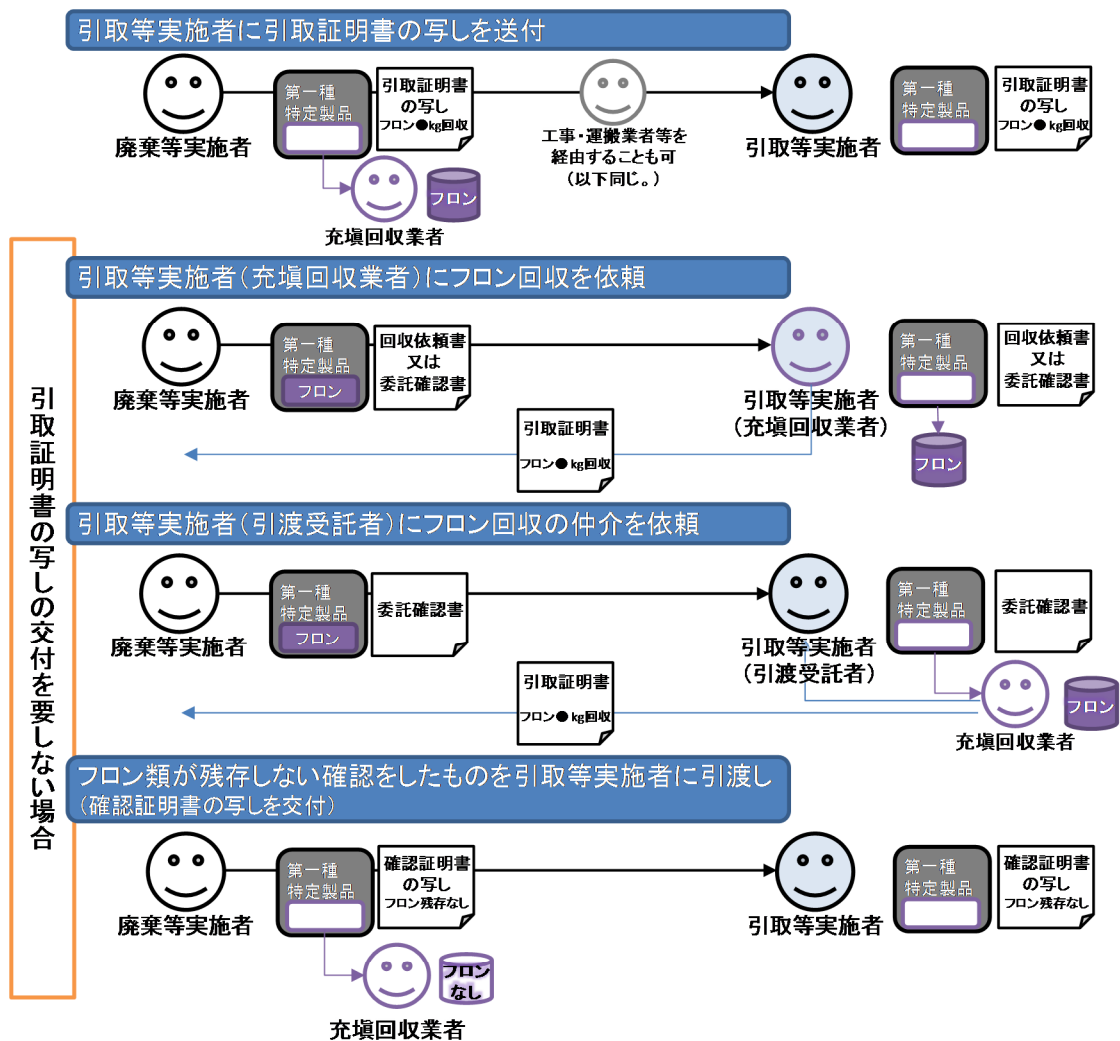 引取等実施者に引取証明書の写しを送付
第一種
特定製品
引取証明書
の写し
フロン●kg回収
廃棄等実施者
工事・運搬業者等を
経由することも可
(以下同じ。)
引取等実施者
第一種
特定製品
引取証明書
の写し
フロン●kg回収
フロン
充塡回収業者
引取証明書の写しの交付を要しない場合
引取等実施者(充塡回収業者)にフロン回収を依頼
第一種
特定製品
フロン
回収依頼書
又は
委託確認書
廃棄等実施者
引取等実施者
(充塡回収業者)
第一種
特定製品
回収依頼書
又は
委託確認書
フロン
引取証明書
フロン●kg回収
引取等実施者(引渡受託者)にフロン回収の仲介を依頼
第一種
特定製品
フロン
委託確認書
廃棄等実施者
引取等実施者
(引渡受託者)
第一種
特定製品
委託確認書
引取証明書
フロン●kg回収
フロン
充塡回収業者
フロン類が残存しない確認をしたものを引取等実施者に引渡し
(確認証明書の写しを交付)
第一種
特定製品
確認証明書
の写し
フロン残存なし
廃棄等実施者
引取等実施者
第一種
特定製品
確認証明書
の写し
フロン残存なし
フロン
なし
充塡回収業者